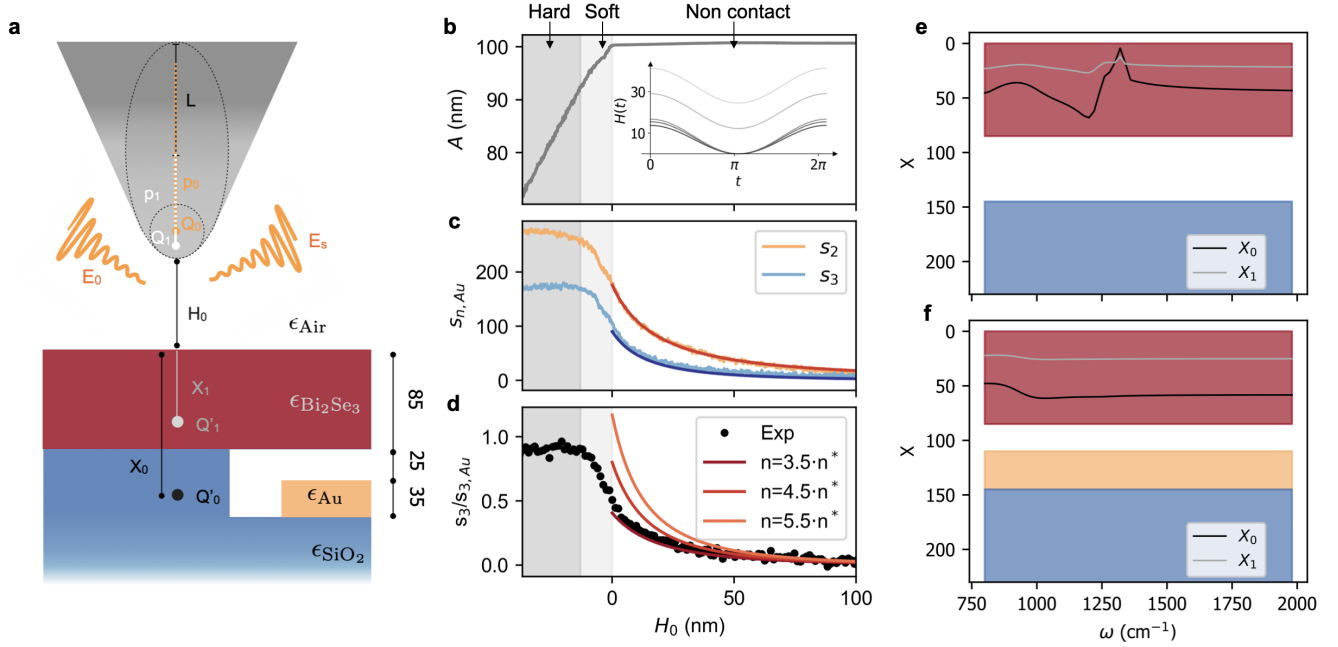 a
L
p₁
p₀
Q₀
Q₁
E₀
Eₛ
H₀
ϵAir
X₁
ϵBi₂Se₃
Q'₁
85
X₀
25
Q'₀
ϵAu
35
ϵSiO₂
b
Hard
Soft
Non contact
A (nm)
100
90
80
H(t)
30
10
0
π
2π
t
c
sₙ,Au
200
100
0
s₂
s₃
d
s₃/s₃,Au
1.0
0.5
0.0
Exp
n=3.5·n*
n=4.5·n*
n=5.5·n*
0
50
100
H₀ (nm)
e
X
0
50
100
150
200
X₀
X₁
f
X
0
50
100
150
200
X₀
X₁
750
1000
1250
1500
1750
2000
ω (cm⁻¹)